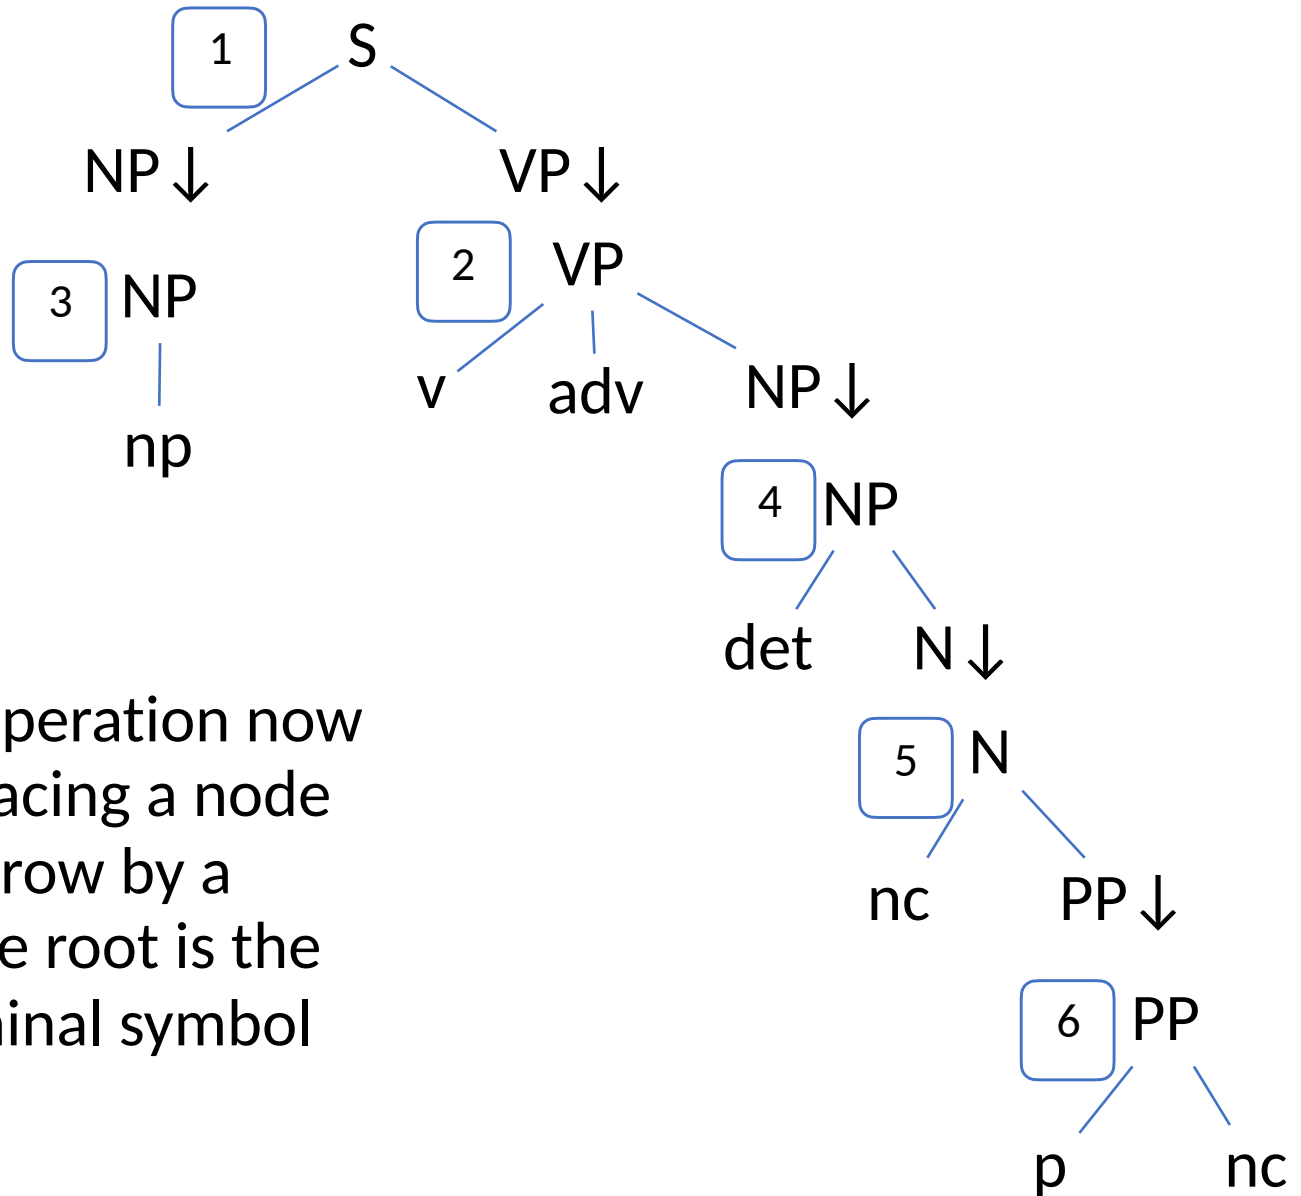 1 S
NP↓ VP↓
2 VP
3 NP
v adv NP↓
np
4 NP
det N↓
peration now
5 N
acing a node
row by a
nc PP↓
e root is the
6 PP
inal symbol
p nc